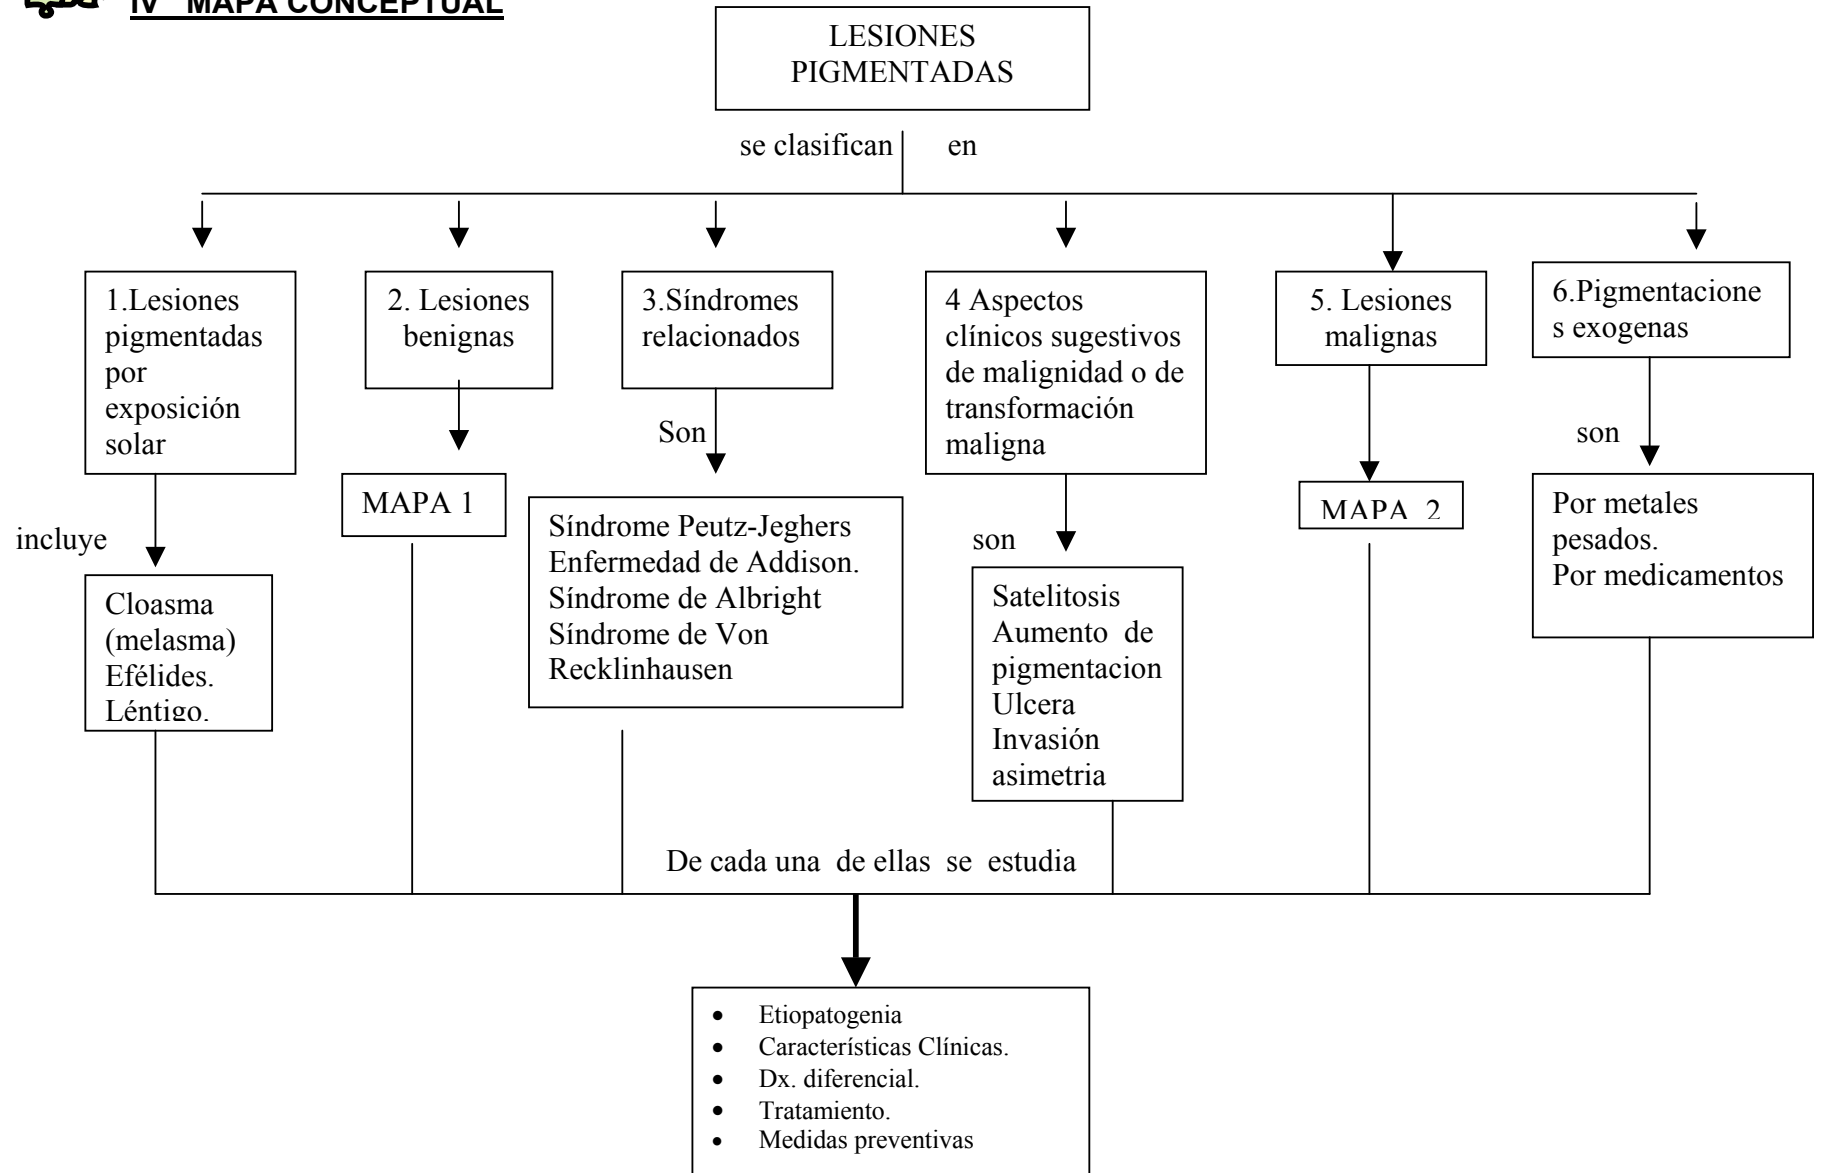 IV MAPA CONCEPTUAL
LESIONES
PIGMENTADAS
se clasifican en
1.Lesiones
pigmentadas
por
exposición
solar
2. Lesiones
benignas
3.Síndromes
relacionados
4 Aspectos
clínicos sugestivos
de malignidad o de
transformación
maligna
5. Lesiones
malignas
6.Pigmentacione
s exogenas
incluye
MAPA 1
Son
son
MAPA 2
son
Cloasma
(melasma)
Efélides.
Léntigo.
Síndrome Peutz-Jeghers
Enfermedad de Addison.
Síndrome de Albright
Síndrome de Von
Recklinhausen
Satelitosis
Aumento de
pigmentacion
Ulcera
Invasión
asimetria
Por metales
pesados.
Por medicamentos
De cada una de ellas se estudia
• Etiopatogenia
• Características Clínicas.
• Dx. diferencial.
• Tratamiento.
• Medidas preventivas